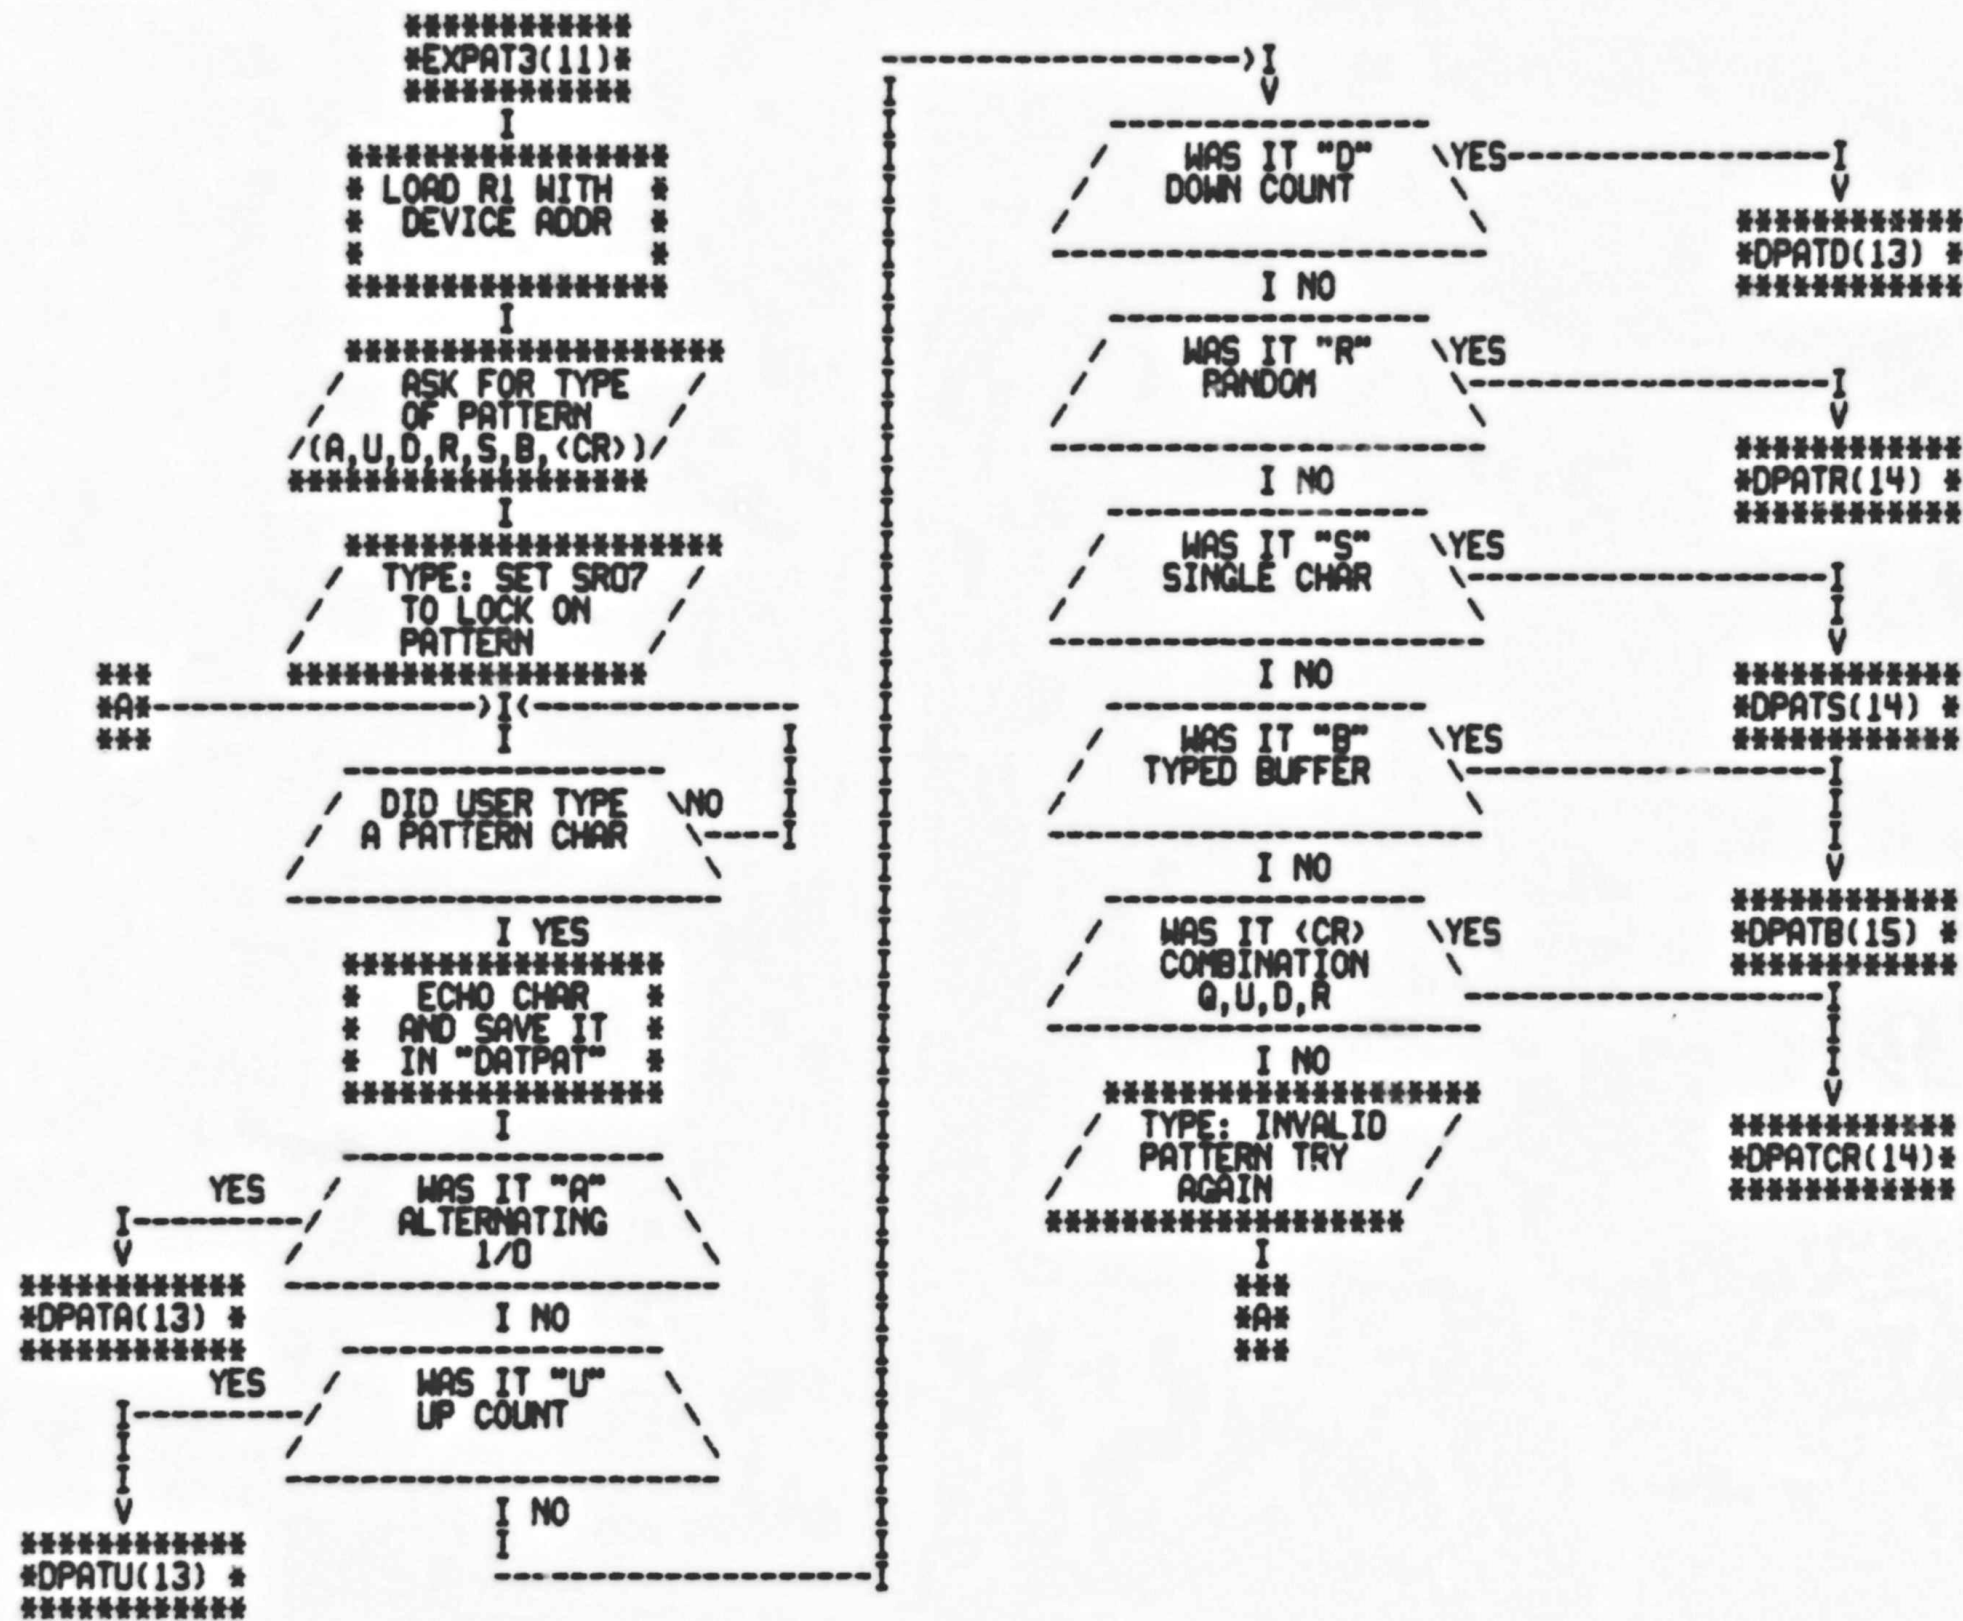 *EXPAT3(11)*
LOAD R1 WITH
DEVICE ADDR
ASK FOR TYPE
OF PATTERN
(A,U,D,R,S,B,<CR>)
TYPE: SET SR07
TO LOCK ON
PATTERN
*A*
DID USER TYPE
A PATTERN CHAR
NO
I YES
ECHO CHAR
AND SAVE IT
IN "DATPAT"
YES
WAS IT "A"
ALTERNATING
1/0
*DPATA(13) *
I NO
YES
WAS IT "U"
UP COUNT
I NO
*DPATU(13) *
WAS IT "D"
DOWN COUNT
YES
*DPATD(13) *
I NO
WAS IT "R"
RANDOM
YES
*DPATR(14) *
I NO
WAS IT "S"
SINGLE CHAR
YES
*DPATS(14) *
I NO
WAS IT "B"
TYPED BUFFER
YES
*DPATB(15) *
I NO
WAS IT <CR>
COMBINATION
Q,U,D,R
YES
*DPATCR(14)*
I NO
TYPE: INVALID
PATTERN TRY
AGAIN
*A*